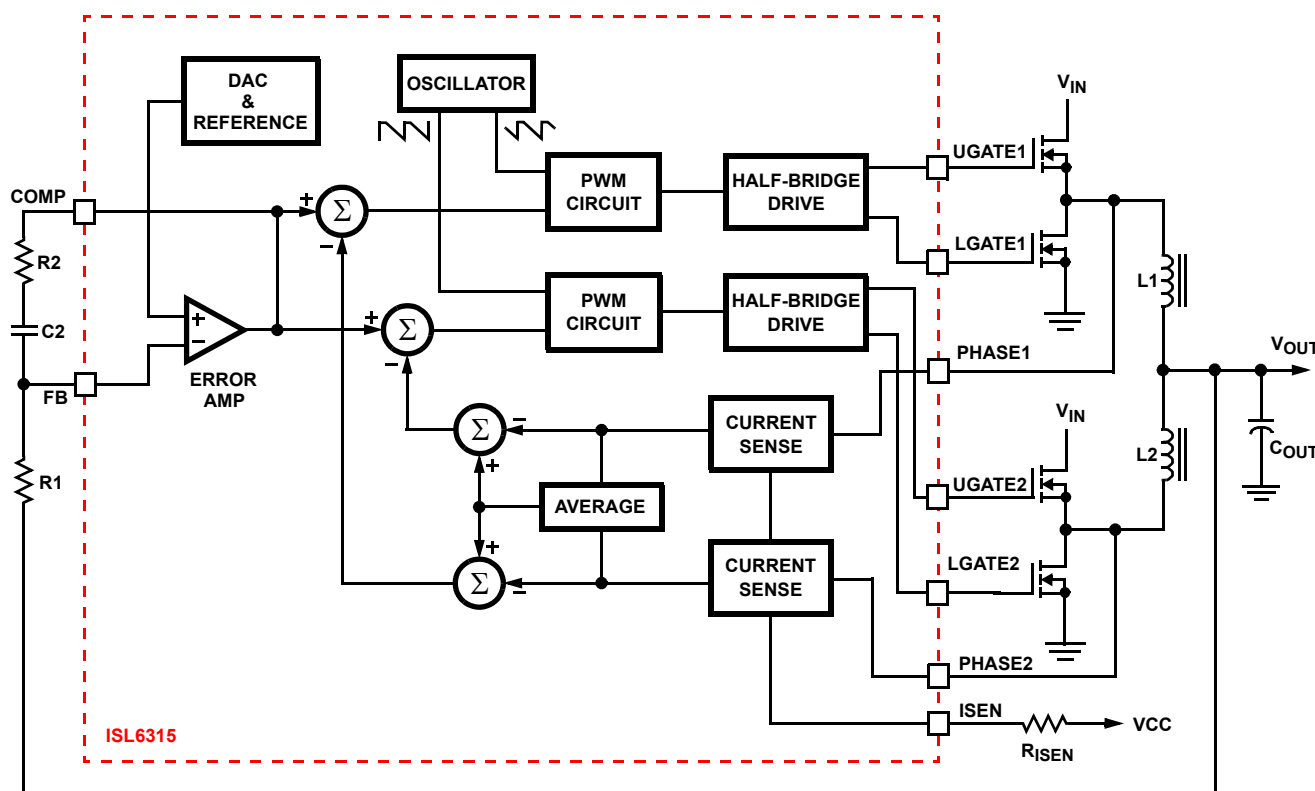 DAC
&
REFERENCE
OSCILLATOR
VIN
UGATE1
PWM
CIRCUIT
HALF-BRIDGE
DRIVE
COMP
+
Σ
−
LGATE1
R2
L1
PWM
CIRCUIT
HALF-BRIDGE
DRIVE
+
Σ
−
C2
+
−
ERROR
AMP
PHASE1
VOUT
FB
VIN
Σ
−
+
CURRENT
SENSE
L2
COUT
R1
UGATE2
AVERAGE
+
Σ
−
CURRENT
SENSE
LGATE2
PHASE2
ISEN
VCC
RISEN
ISL6315